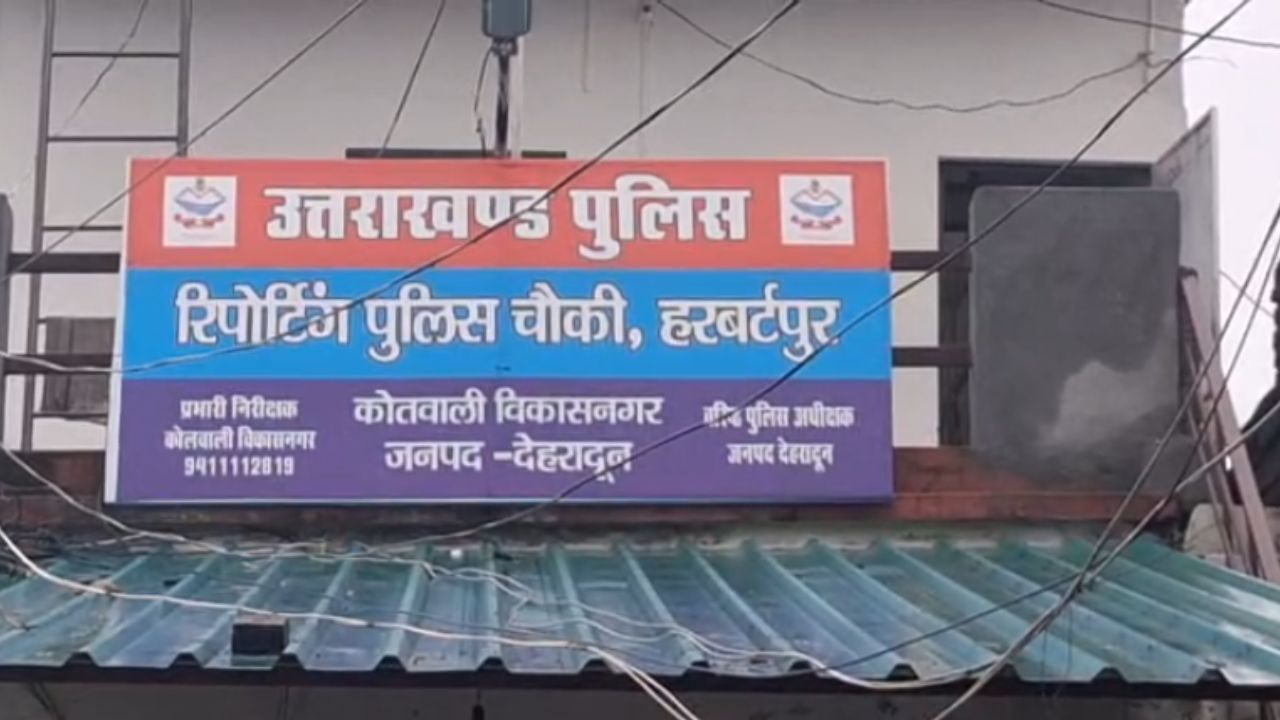 उत्तराखण्ड पुलिस
रिपोर्टिंग पुलिस चौकी, हरबर्टपुर
प्रभारी निरीक्षक
कोतवाली विकासनगर
9411112819
कोतवाली विकासनगर
जनपद -देहरादून
पुलिस अधीक्षक
जनपद देहरादून